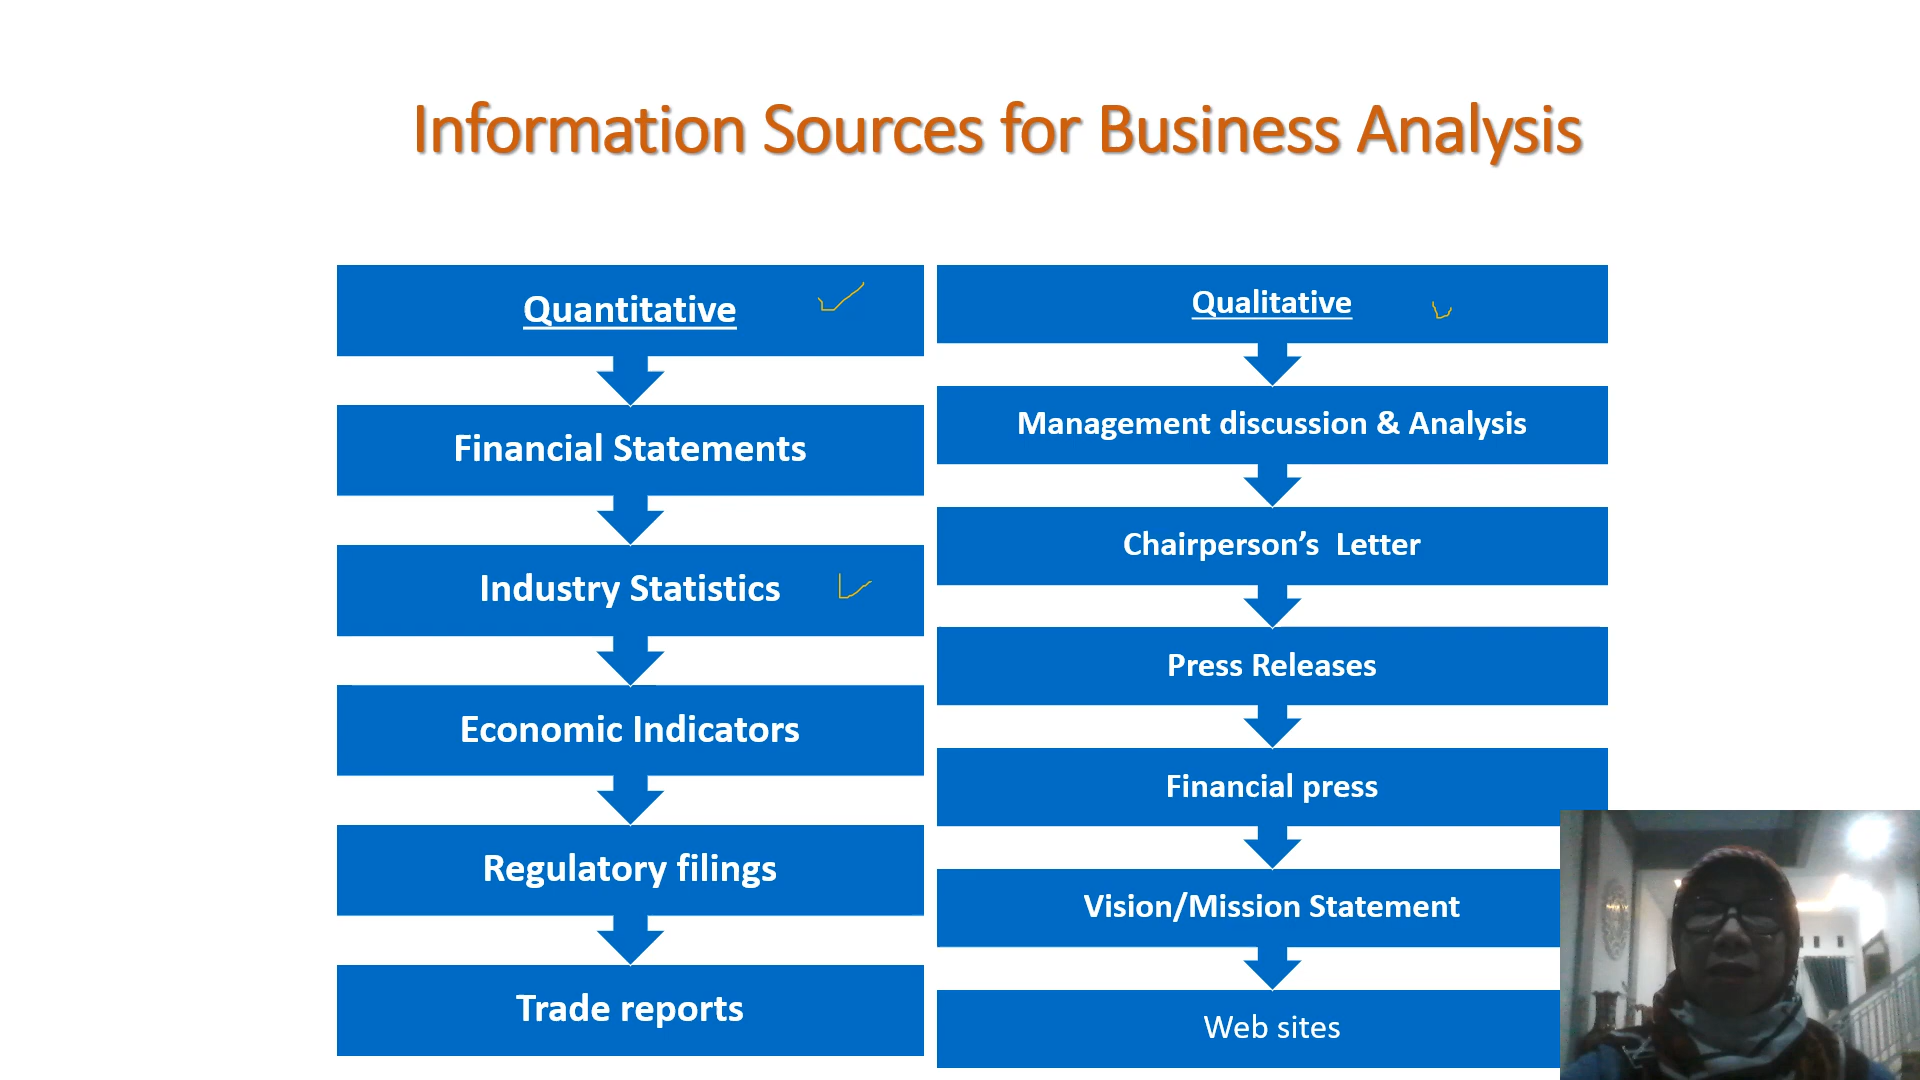 Information Sources for Business Analysis
Quantitative
Financial Statements
Industry Statistics
Economic Indicators
Regulatory filings
Trade reports
Qualitative
Management discussion & Analysis
Chairperson’s  Letter
Press Releases
Financial press
Vision/Mission Statement
Web sites